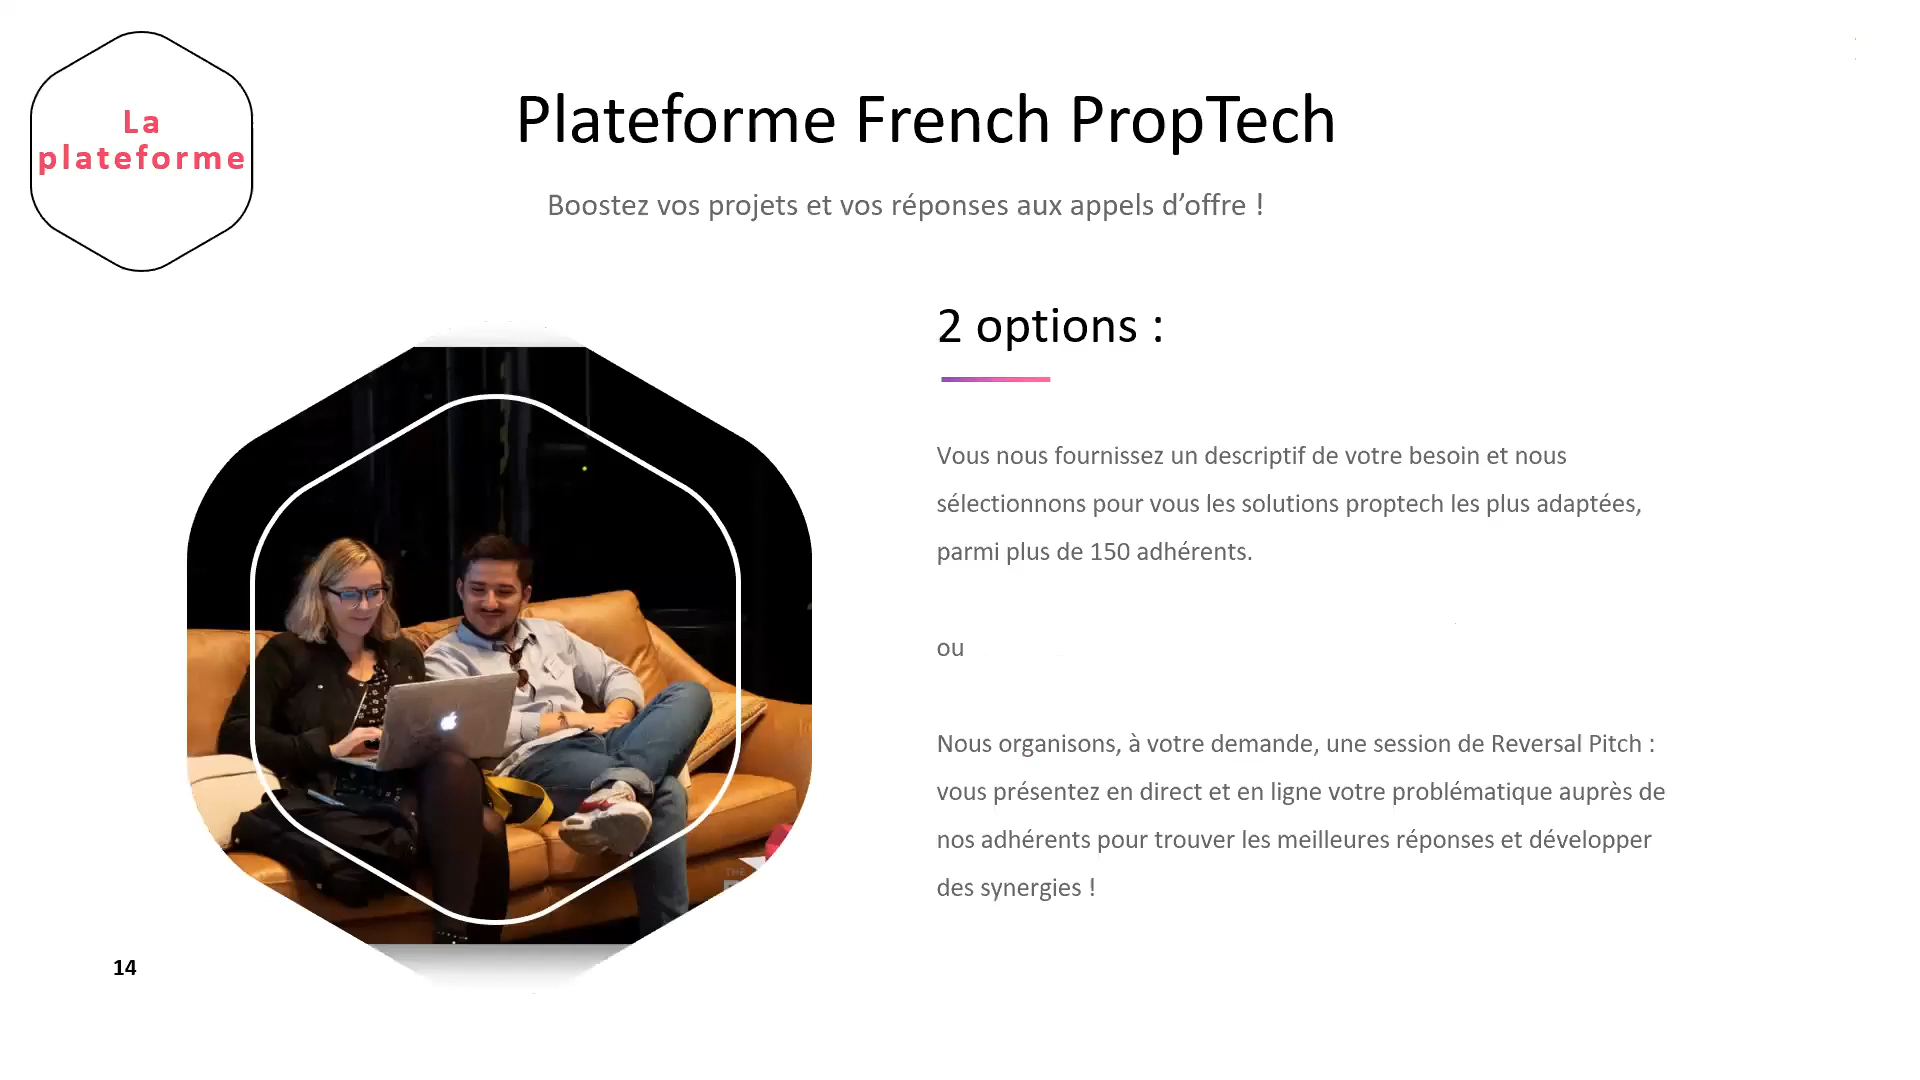 La
plateforme
Plateforme French PropTech
Boostez vos projets et vos réponses aux appels d’offre !
2 options :
Vous nous fournissez un descriptif de votre besoin et nous
sélectionnons pour vous les solutions proptech les plus adaptées,
parmi plus de 150 adhérents.
ou
Nous organisons, à votre demande, une session de Reversal Pitch :
vous présentez en direct et en ligne votre problématique auprès de
nos adhérents pour trouver les meilleures réponses et développer
des synergies !
THE
14